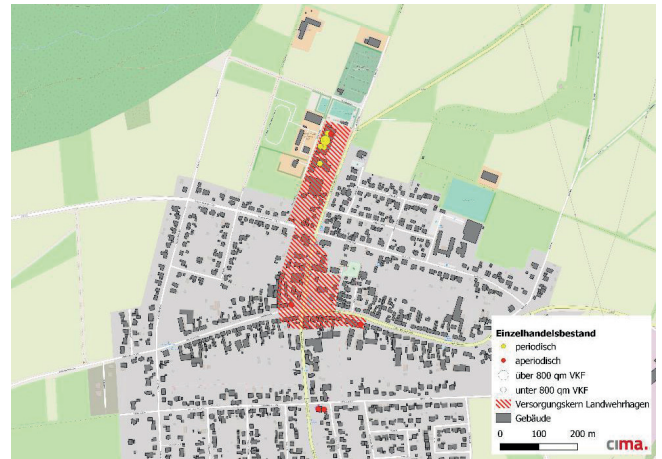 Einzelhandelsbestand
periodisch
aperiodisch
über 800 qm VKF
unter 800 qm VKF
Versorgungskern Landwehrhagen
Gebäude
0 100 200 m
cima.